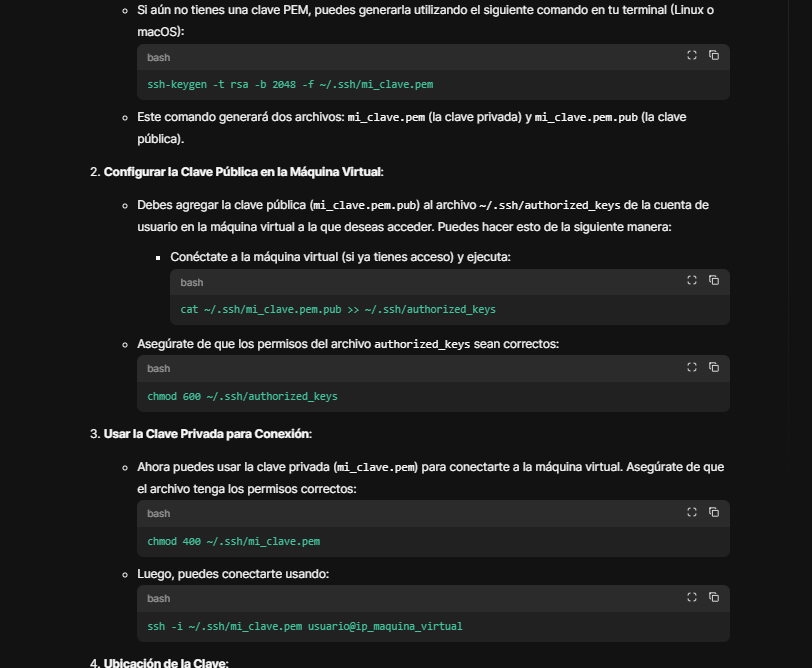 Si aún no tienes una clave PEM, puedes generarla utilizando el siguiente comando en tu terminal (Linux o
macOS):
bash
ssh-keygen -t rsa -b 2048 -f ~/.ssh/mi_clave.pem
Este comando generará dos archivos: mi_clave.pem (la clave privada) y mi_clave.pem.pub (la clave
pública).
2. Configurar la Clave Pública en la Máquina Virtual:
Debes agregar la clave pública (mi_clave.pem.pub) al archivo ~/.ssh/authorized_keys de la cuenta de
usuario en la máquina virtual a la que deseas acceder. Puedes hacer esto de la siguiente manera:
Conéctate a la máquina virtual (si ya tienes acceso) y ejecuta:
bash
cat ~/.ssh/mi_clave.pem.pub >> ~/.ssh/authorized_keys
Asegúrate de que los permisos del archivo authorized_keys sean correctos:
bash
chmod 600 ~/.ssh/authorized_keys
3. Usar la Clave Privada para Conexión:
Ahora puedes usar la clave privada (mi_clave.pem) para conectarte a la máquina virtual. Asegúrate de que
el archivo tenga los permisos correctos:
bash
chmod 400 ~/.ssh/mi_clave.pem
Luego, puedes conectarte usando:
bash
ssh -i ~/.ssh/mi_clave.pem usuario@ip_maquina_virtual
4. Ubicación de la Clave: